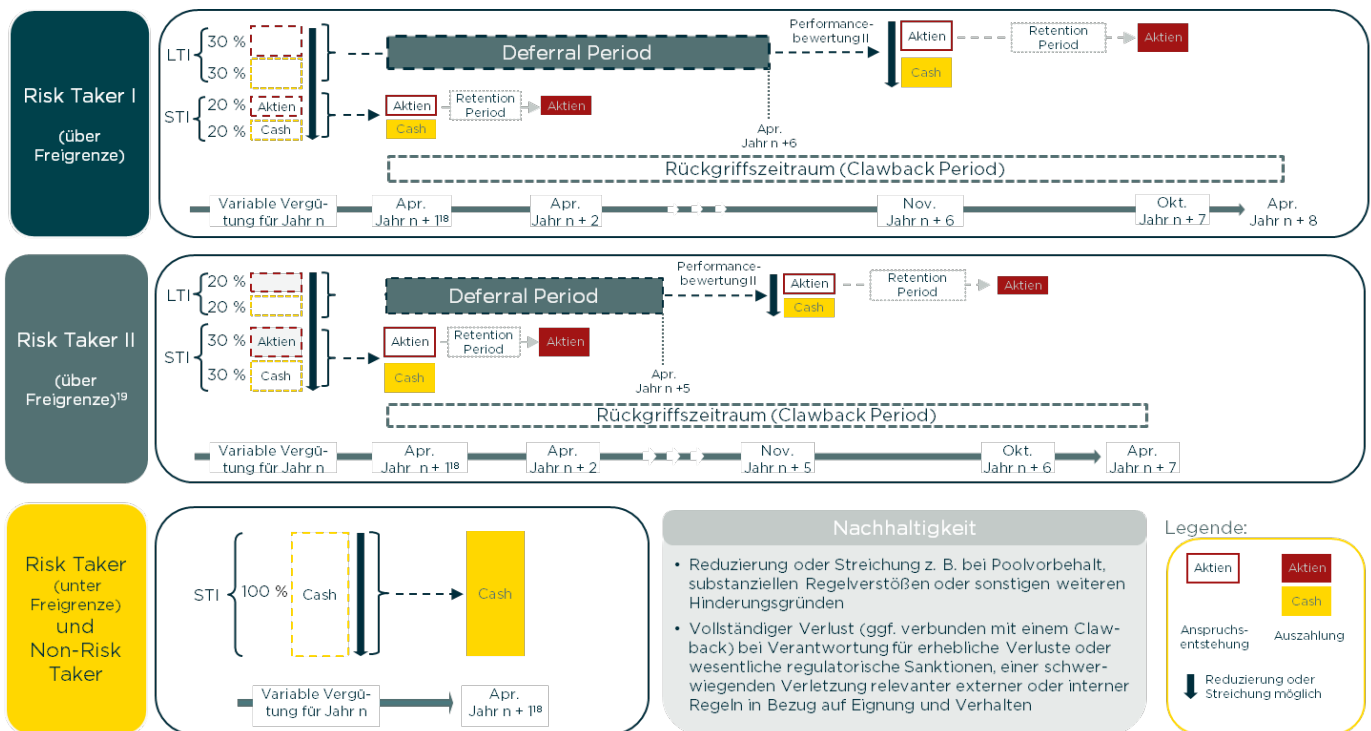 Risk Taker I
(über
Freigrenze)
LTI
30 %
30 %
STI
20 %
20 %
Aktien
Cash
Deferral Period
Performance-
bewertung II
Aktien
Cash
Retention
Period
Aktien
Aktien
Cash
Retention
Period
Aktien
Apr.
Jahr n +6
Rückgriffszeitraum (Clawback Period)
Variable Vergü-
tung für Jahr n
Apr.
Jahr n + 1¹⁸
Apr.
Jahr n + 2
Nov.
Jahr n + 6
Okt.
Jahr n + 7
Apr.
Jahr n + 8
Risk Taker II
(über
Freigrenze)¹⁹
LTI
20 %
20 %
STI
30 %
30 %
Aktien
Cash
Deferral Period
Performance-
bewertung II
Aktien
Cash
Retention
Period
Aktien
Aktien
Cash
Retention
Period
Aktien
Apr.
Jahr n +5
Rückgriffszeitraum (Clawback Period)
Variable Vergü-
tung für Jahr n
Apr.
Jahr n + 1¹⁸
Apr.
Jahr n + 2
Nov.
Jahr n + 5
Okt.
Jahr n + 6
Apr.
Jahr n + 7
Risk Taker
(unter
Freigrenze)
und
Non-Risk
Taker
STI
100 %
Cash
Cash
Variable Vergü-
tung für Jahr n
Apr.
Jahr n + 1¹⁸
Nachhaltigkeit
• Reduzierung oder Streichung z. B. bei Poolvorbehalt,
substanziellen Regelverstößen oder sonstigen weiteren
Hinderungsgründen
• Vollständiger Verlust (ggf. verbunden mit einem Claw-
back) bei Verantwortung für erhebliche Verluste oder
wesentliche regulatorische Sanktionen, einer schwer-
wiegenden Verletzung relevanter externer oder interner
Regeln in Bezug auf Eignung und Verhalten
Legende:
Aktien
Aktien
Cash
Anspruchs-
entstehung
Auszahlung
Reduzierung oder
Streichung möglich